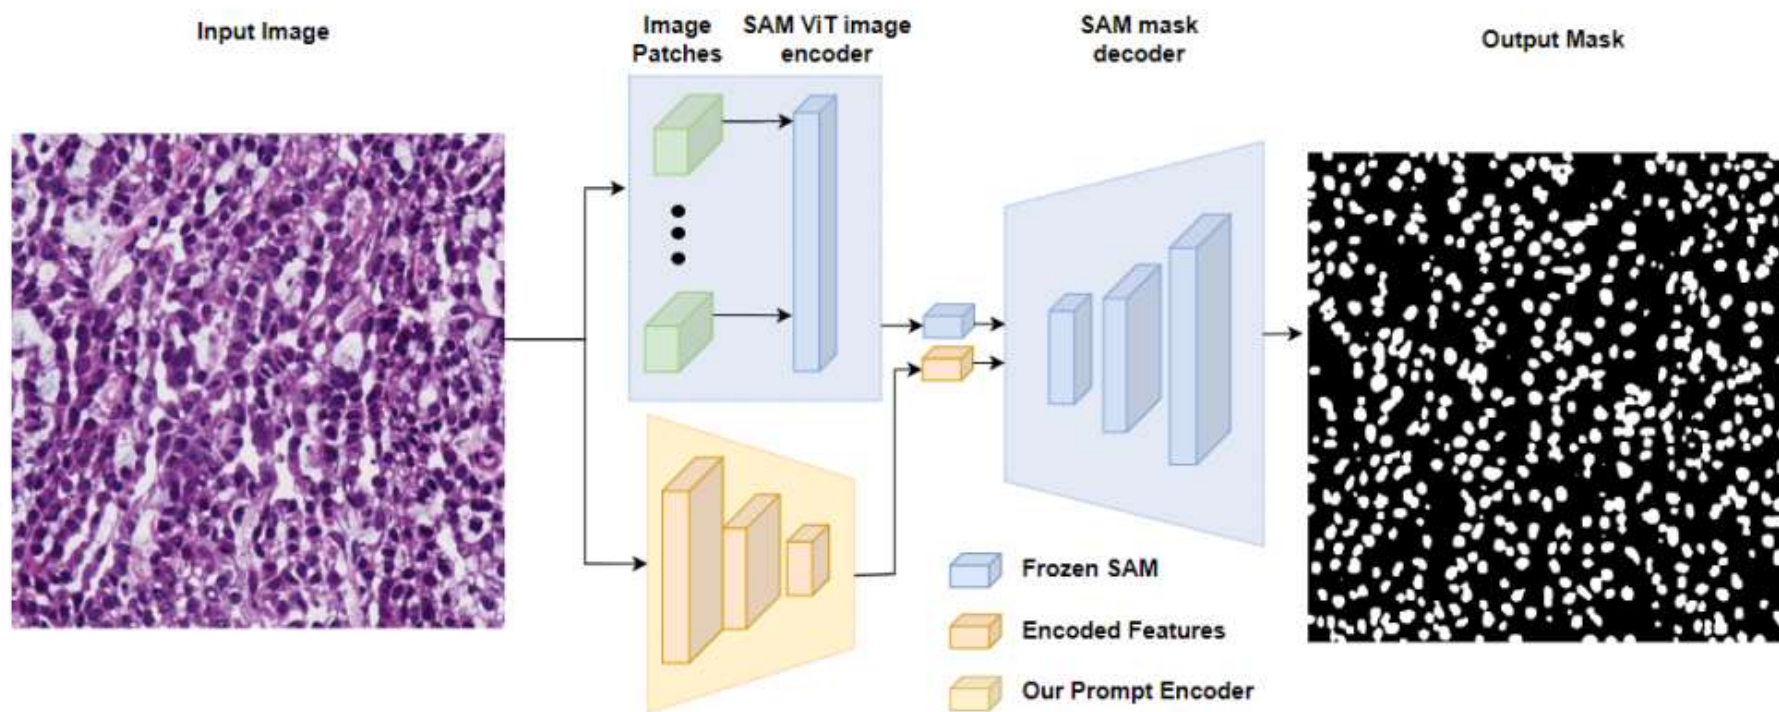 Input Image
Image
Patches
SAM ViT image
encoder
SAM mask
decoder
Output Mask
Frozen SAM
Encoded Features
Our Prompt Encoder